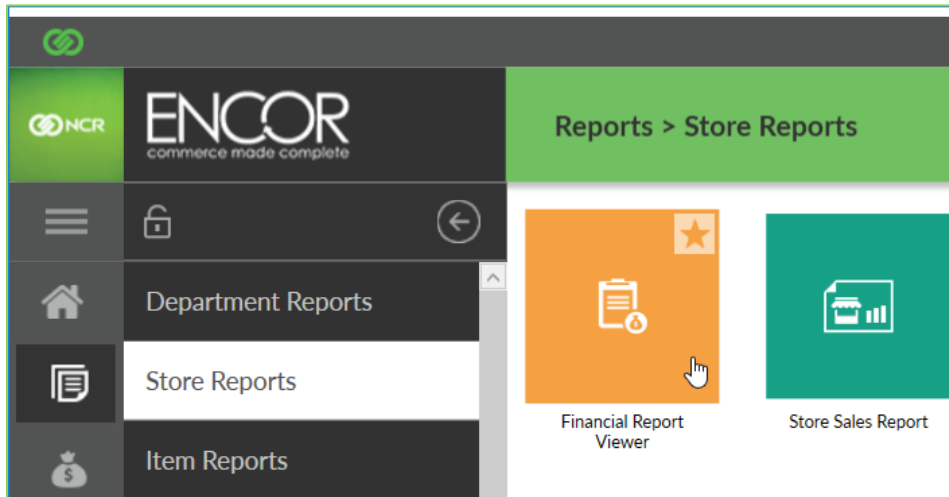 NCR
ENCOR
commerce made complete
Reports > Store Reports
Department Reports
Store Reports
Item Reports
$
Financial Report
Viewer
Store Sales Report